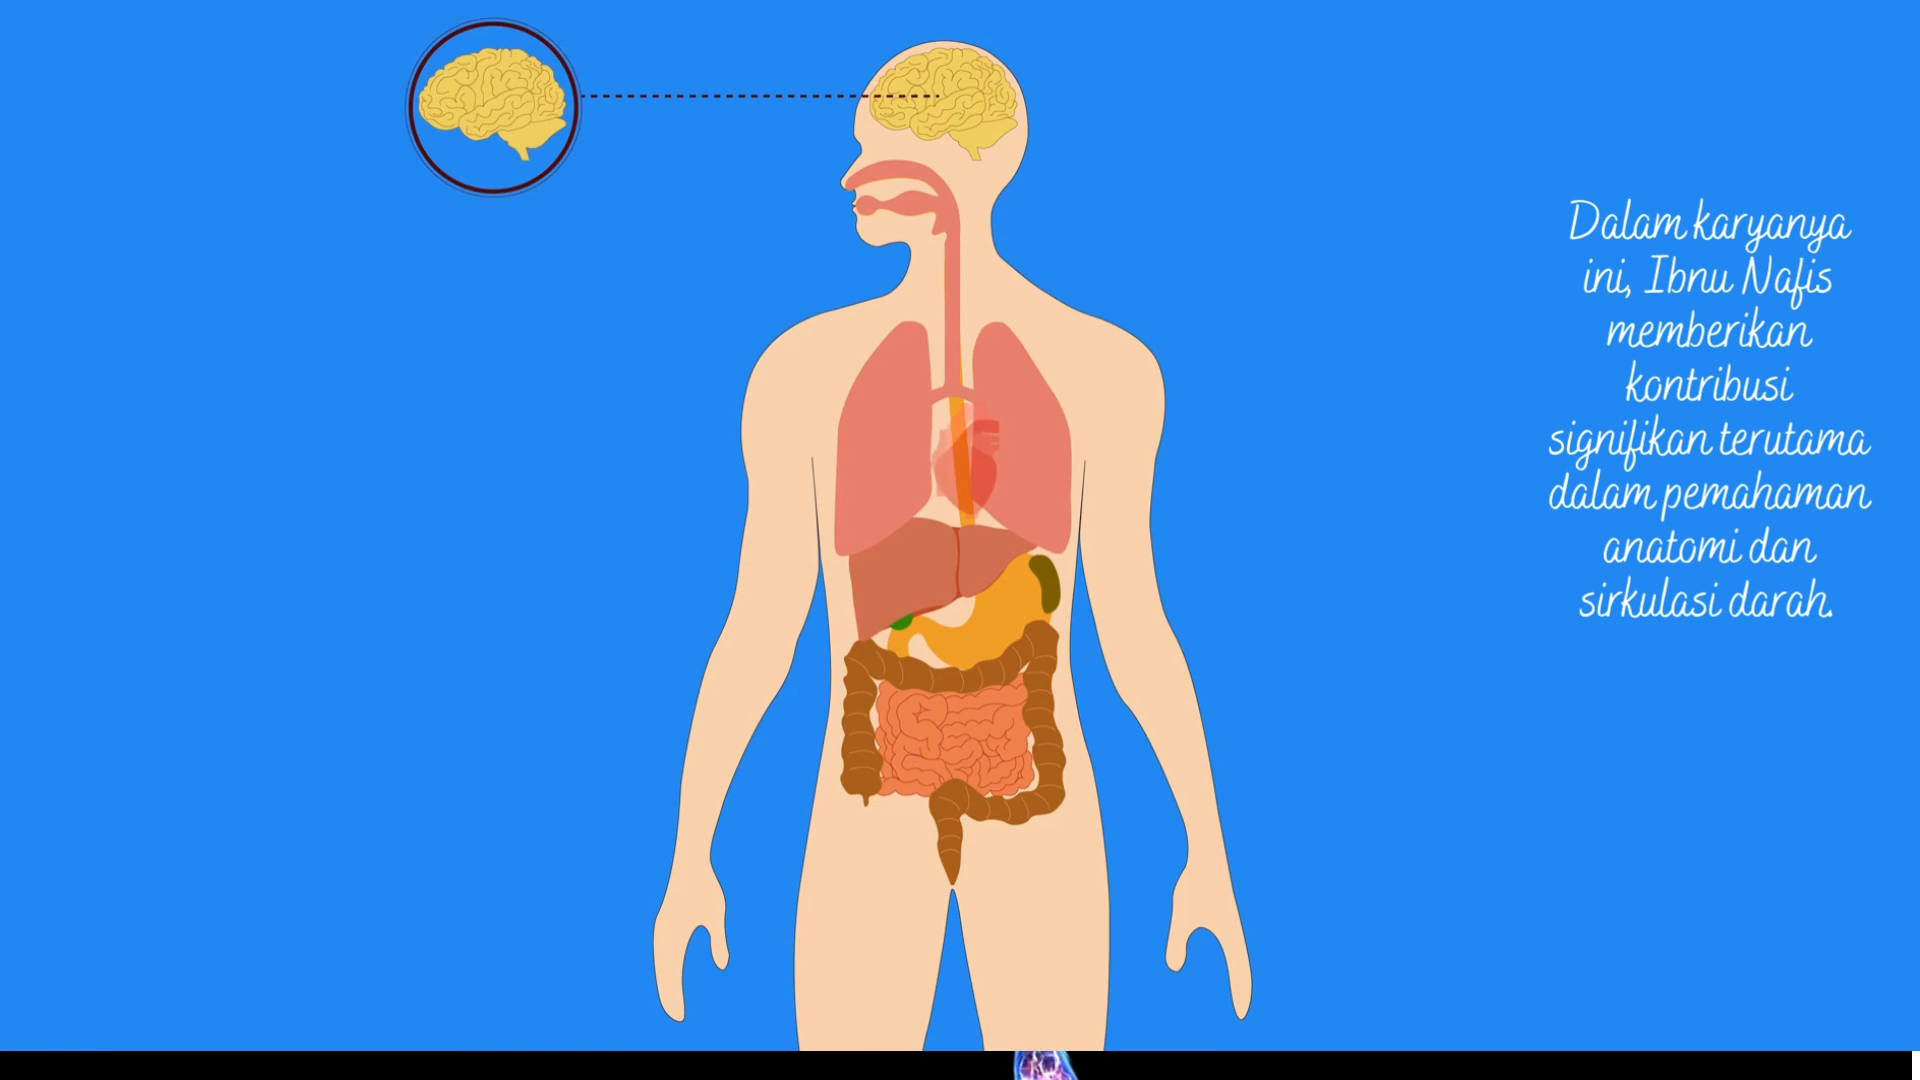 Dalam karyanya
ini, Ibnu Nafis
memberikan
kontribusi
signifikan terutama
dalam pemahaman
anatomi dan
sirkulasi darah.